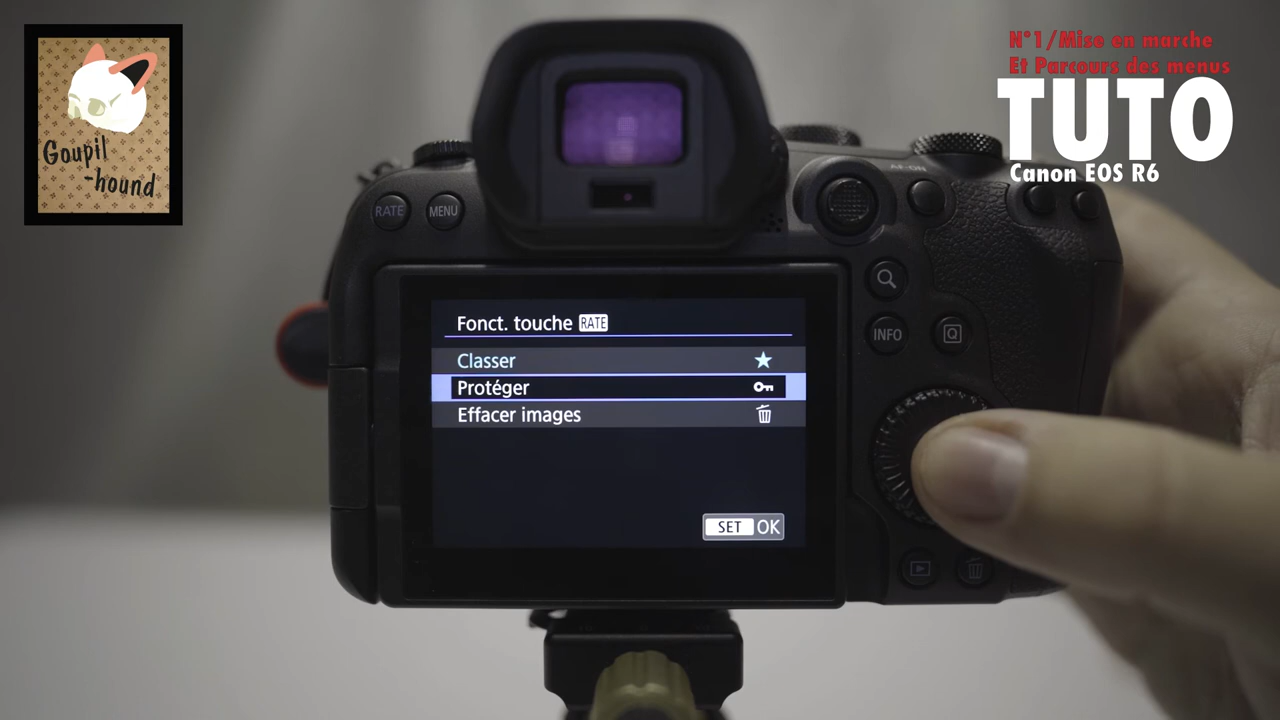 Goupil
-hound
N°1/Mise en marche
Et Parcours des menus
TUTO
Canon EOS R6
RATE
MENU
AF-ON
INFO
Q
Fonct. touche RATE
Classer
Protéger
Effacer images
SET OK